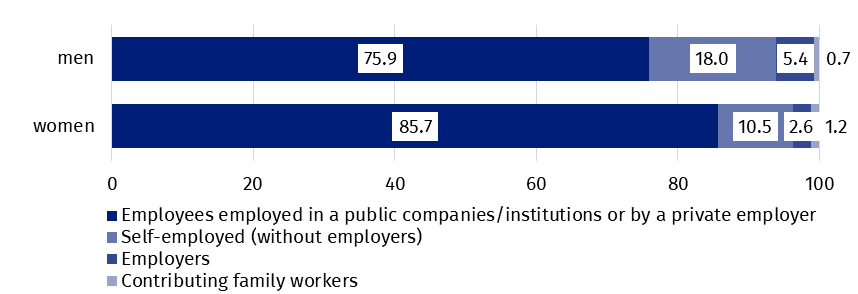 men 75.9 18.0 5.4 0.7
women 85.7 10.5 2.6 1.2
0 20 40 60 80 100
Employees employed in a public companies/institutions or by a private employer
Self-employed (without employers)
Employers
Contributing family workers